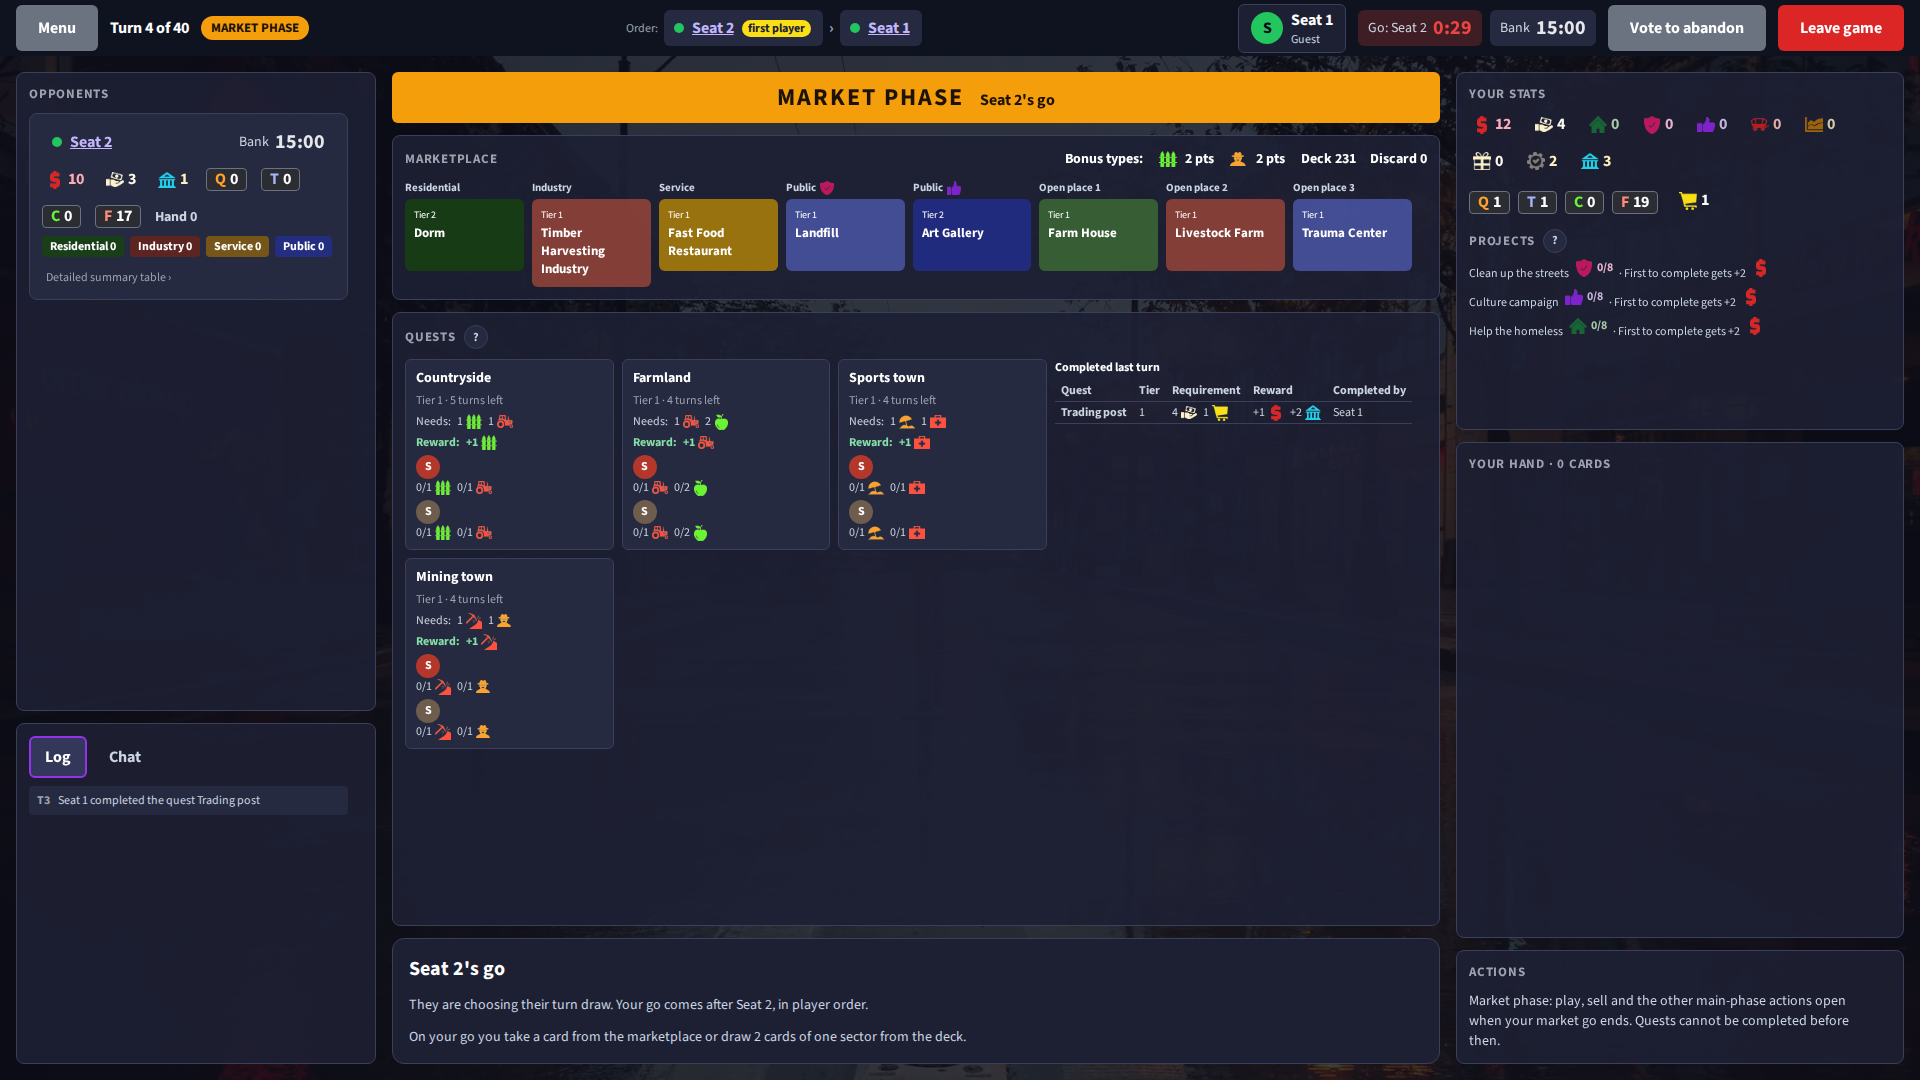 Menu
Turn 4 of 40
MARKET PHASE
Order: Seat 2 first player › Seat 1
S Seat 1
Guest
Go: Seat 2 0:29
Bank 15:00
Vote to abandon
Leave game
OPPONENTS
Seat 2 Bank 15:00
10 3 1 Q 0 T 0
C 0 F 17 Hand 0
Residential 0 Industry 0 Service 0 Public 0
Detailed summary table ›
Log Chat
T3 Seat 1 completed the quest Trading post
MARKET PHASE Seat 2's go
MARKETPLACE
Bonus types: 2 pts 2 pts Deck 231 Discard 0
Residential
Tier 2
Dorm
Industry
Tier 1
Timber
Harvesting
Industry
Service
Tier 1
Fast Food
Restaurant
Public
Tier 1
Landfill
Public
Tier 2
Art Gallery
Open place 1
Tier 1
Farm House
Open place 2
Tier 1
Livestock Farm
Open place 3
Tier 1
Trauma Center
QUESTS ?
Countryside
Tier 1 · 5 turns left
Needs: 1 1
Reward: +1
S
0/1 0/1
S
0/1 0/1
Farmland
Tier 1 · 4 turns left
Needs: 1 2
Reward: +1
S
0/1 0/2
S
0/1 0/2
Sports town
Tier 1 · 4 turns left
Needs: 1 1
Reward: +1
S
0/1 0/1
S
0/1 0/1
Completed last turn
Quest Tier Requirement Reward Completed by
Trading post 1 4 1 +1 +2 Seat 1
Mining town
Tier 1 · 4 turns left
Needs: 1 1
Reward: +1
S
0/1 0/1
S
0/1 0/1
Seat 2's go
They are choosing their turn draw. Your go comes after Seat 2, in player order.
On your go you take a card from the marketplace or draw 2 cards of one sector from the deck.
YOUR STATS
12 4 0 0 0 0 0
0 2 3
Q 1 T 1 C 0 F 19 1
PROJECTS ?
Clean up the streets 0/8 · First to complete gets +2
Culture campaign 0/8 · First to complete gets +2
Help the homeless 0/8 · First to complete gets +2
YOUR HAND · 0 CARDS
ACTIONS
Market phase: play, sell and the other main-phase actions open
when your market go ends. Quests cannot be completed before
then.